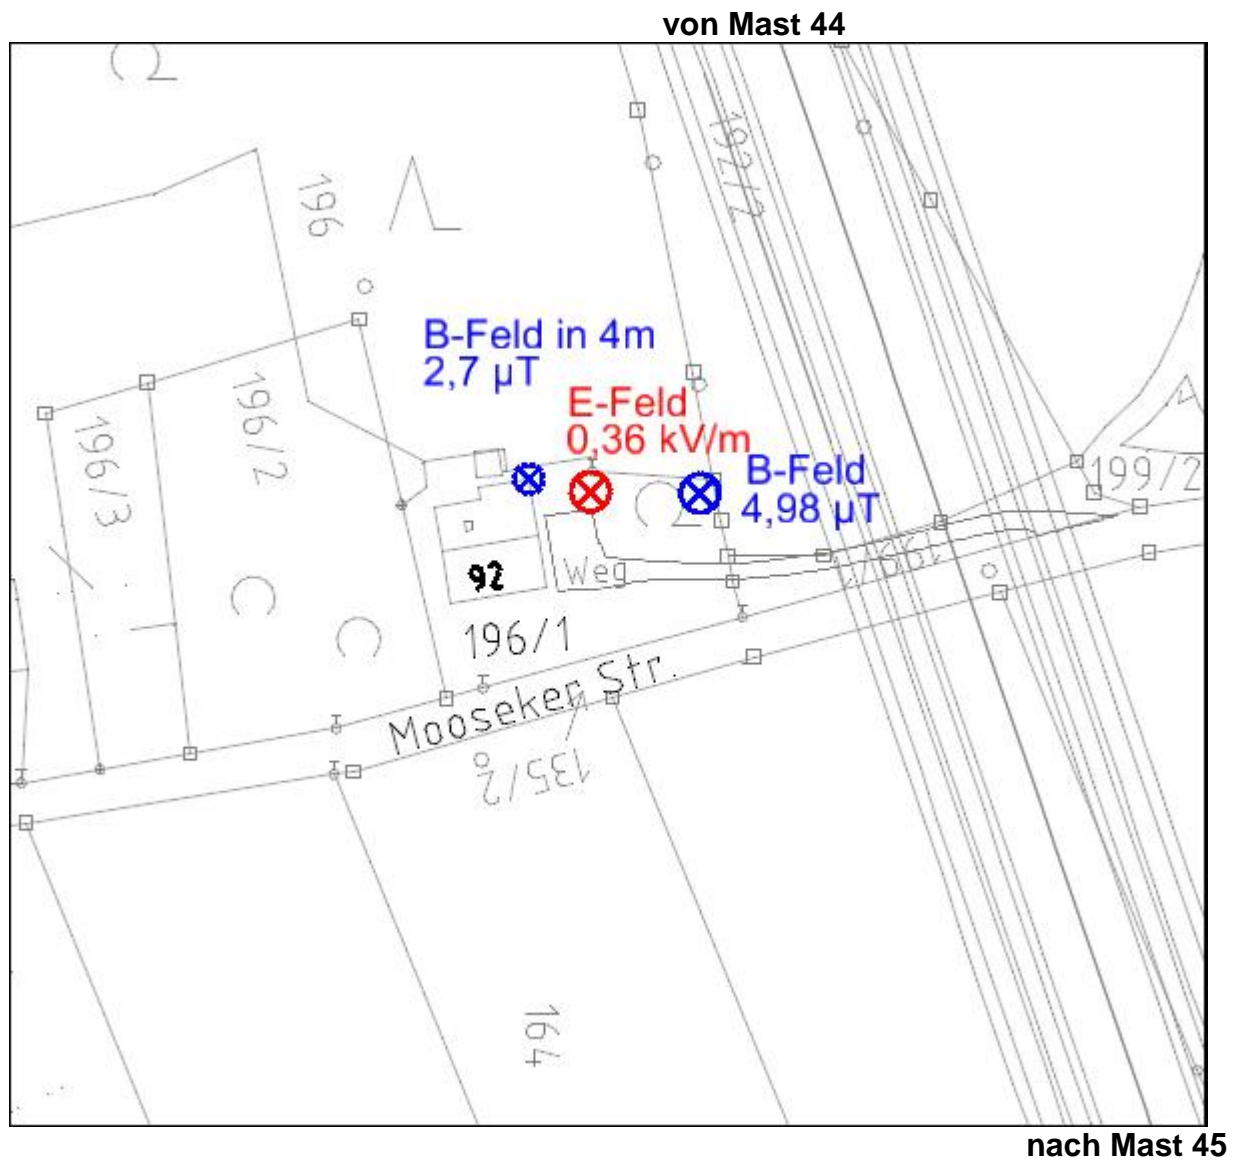 von Mast 44
192/2
196
B-Feld in 4m
2,7 µT
E-Feld
0,36 kV/m
B-Feld
4,98 µT
196/2
196/3
199/2
199/1
Weg
92
196/1
Mooseker Str.
135/2
164
nach Mast 45